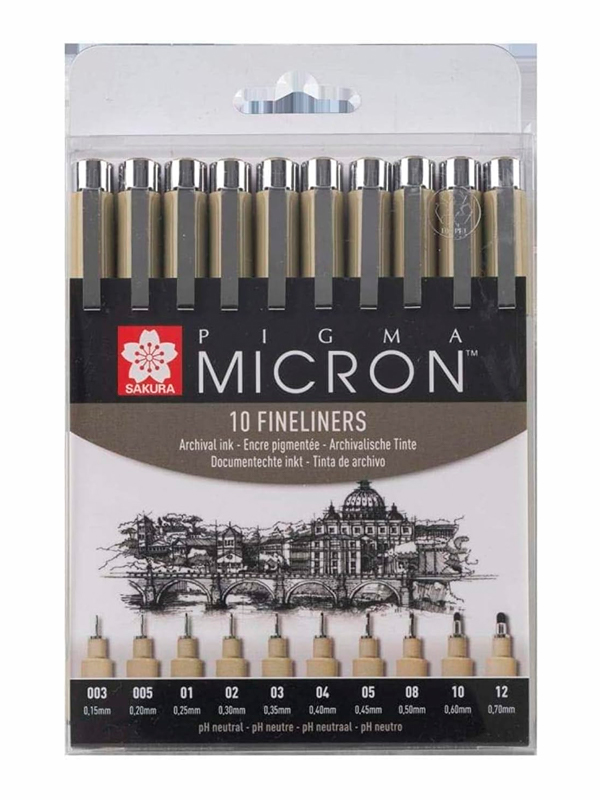 PIGMA
MICRON™
SAKURA
10 FINELINERS
Archival ink - Encre pigmentée - Archivalische Tinte
Documentechte inkt - Tinta de archivo
003 005 01 02 03 04 05 08 10 12
0,15mm 0,20mm 0,25mm 0,30mm 0,35mm 0,40mm 0,45mm 0,50mm 0,60mm 0,70mm
pH neutral - pH neutre - pH neutraal - pH neutro